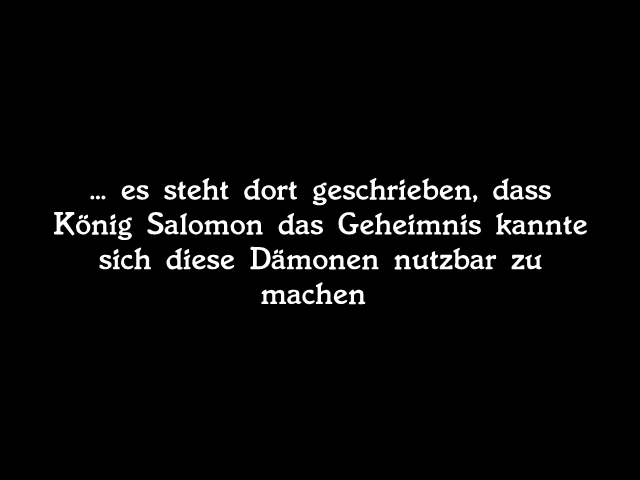 ... es steht dort geschrieben, dass
König Salomon das Geheimnis kannte
sich diese Dämonen nutzbar zu
machen